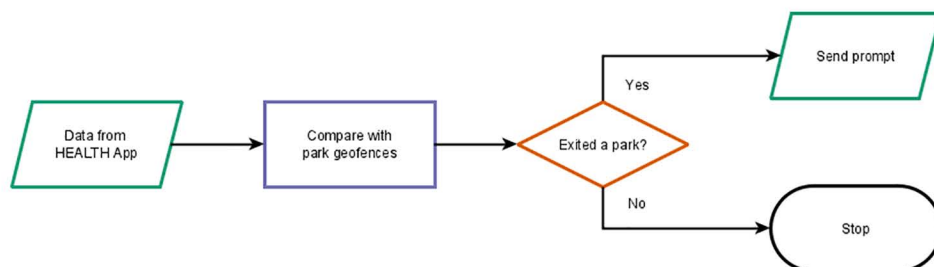 Data from
HEALTH App
Compare with
park geofences
Exited a park?
Yes
Send prompt
No
Stop